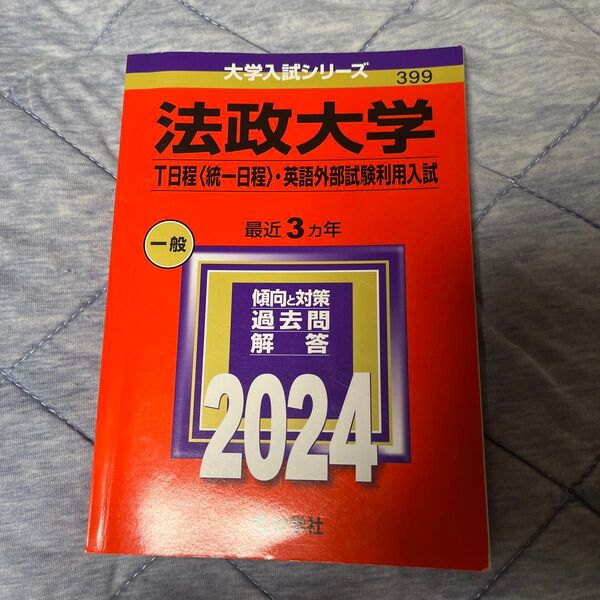 大学入試シリーズ
399
法政大学
T日程〈統一日程〉・英語外部試験利用入試
最近3カ年
一般
傾向と対策
過去問
解答
2024
学社